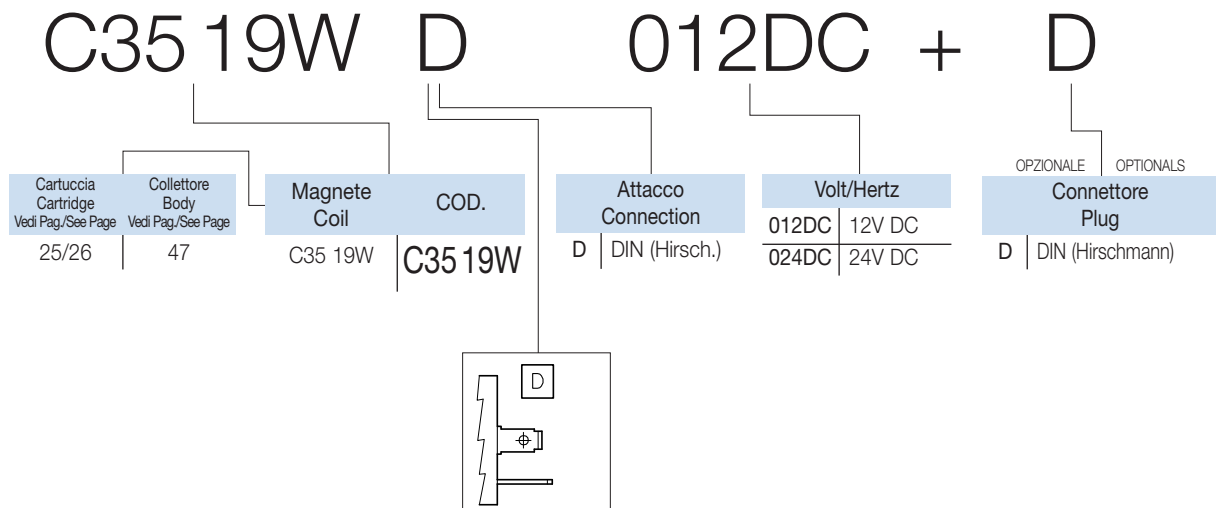 C35 19W D 012DC + D
OPZIONALE OPTIONALS
Cartuccia
Cartridge
Vedi Pag./See Page
25/26
Collettore
Body
Vedi Pag./See Page
47
Magnete
Coil
C35 19W
COD.
C35 19W
Attacco
Connection
D DIN (Hirsch.)
Volt/Hertz
012DC 12V DC
024DC 24V DC
Connettore
Plug
D DIN (Hirschmann)
D